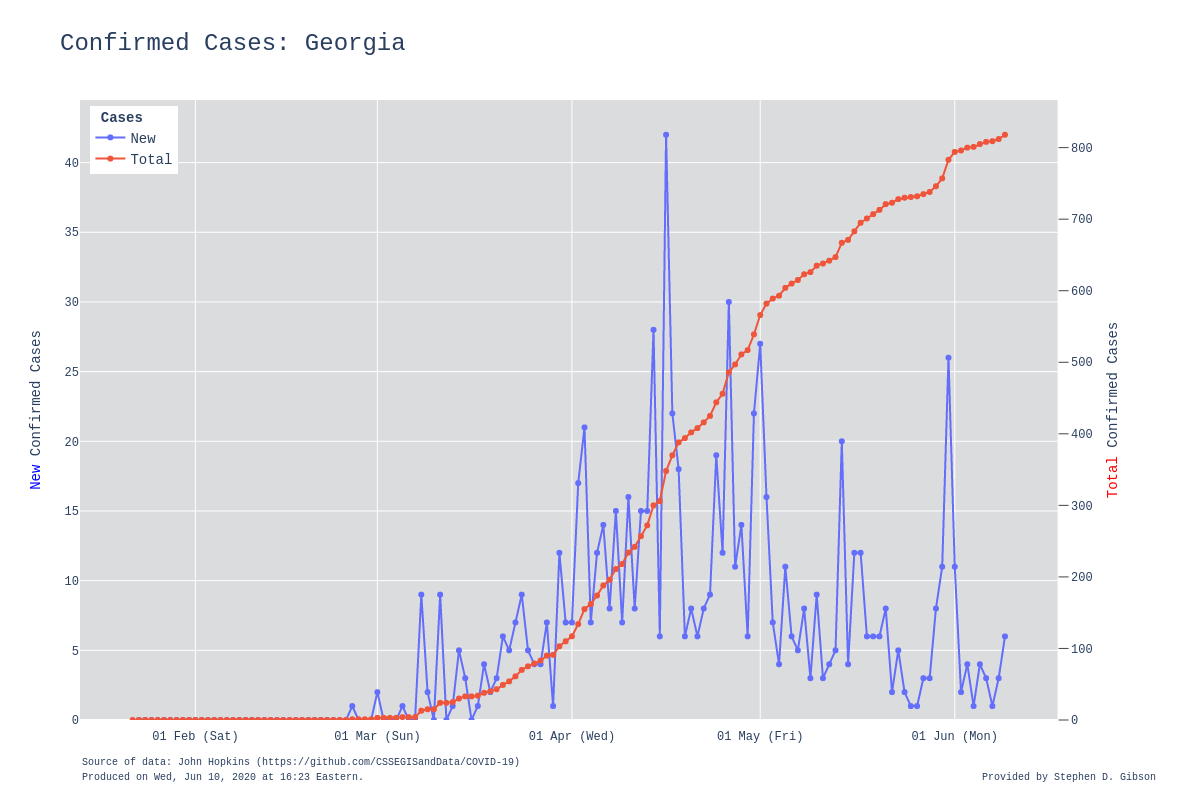 Confirmed Cases: Georgia
Cases
New
Total
40
35
30
25
20
15
10
5
0
800
700
600
500
400
300
200
100
0
New Confirmed Cases
Total Confirmed Cases
01 Feb (Sat)
01 Mar (Sun)
01 Apr (Wed)
01 May (Fri)
01 Jun (Mon)
Source of data: John Hopkins (https://github.com/CSSEGISandData/COVID-19)
Produced on Wed, Jun 10, 2020 at 16:23 Eastern.
Provided by Stephen D. Gibson